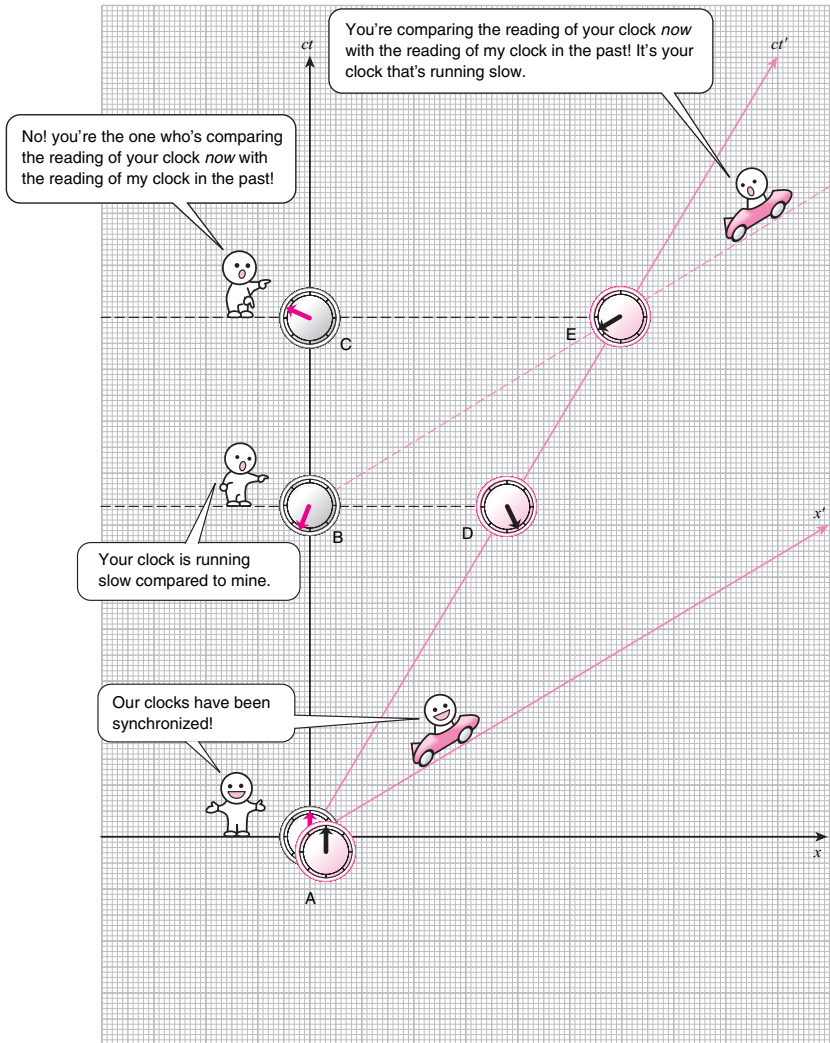 You're comparing the reading of your clock now
with the reading of my clock in the past! It's your
clock that's running slow.
ct
ct′
No! you're the one who's comparing
the reading of your clock now with
the reading of my clock in the past!
C
E
B
D
x′
Your clock is running
slow compared to mine.
Our clocks have been
synchronized!
x
A